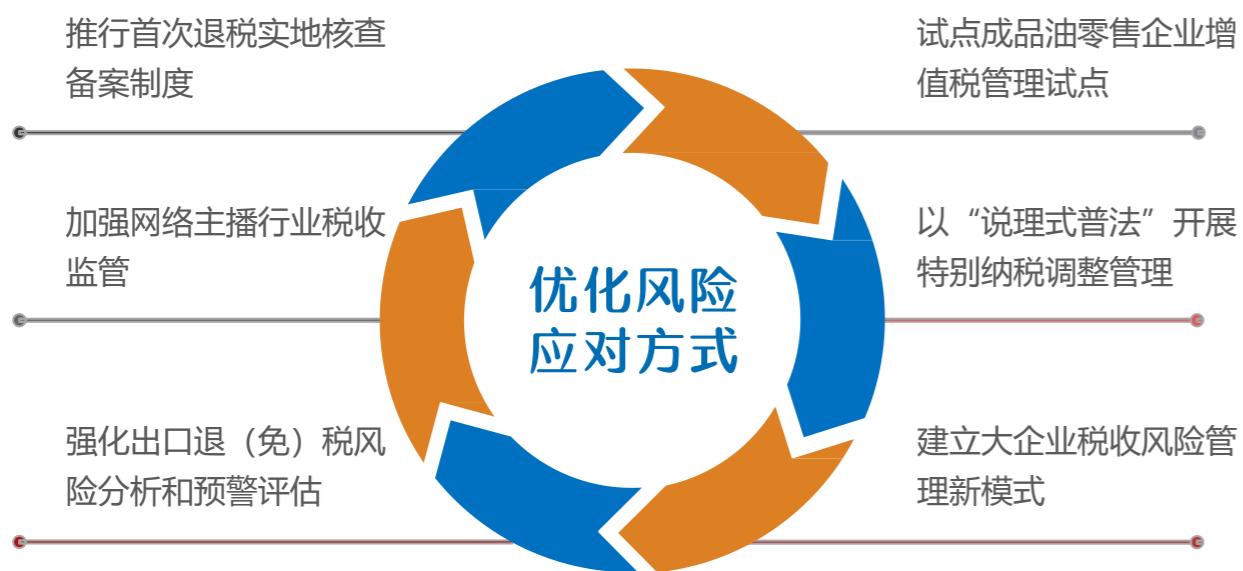 推行首次退税实地核查
备案制度
试点成品油零售企业增
值税管理试点
加强网络主播行业税收
监管
以“说理式普法”开展
特别纳税调整管理
优化风险
应对方式
强化出口退（免）税风
险分析和预警评估
建立大企业税收风险管
理新模式